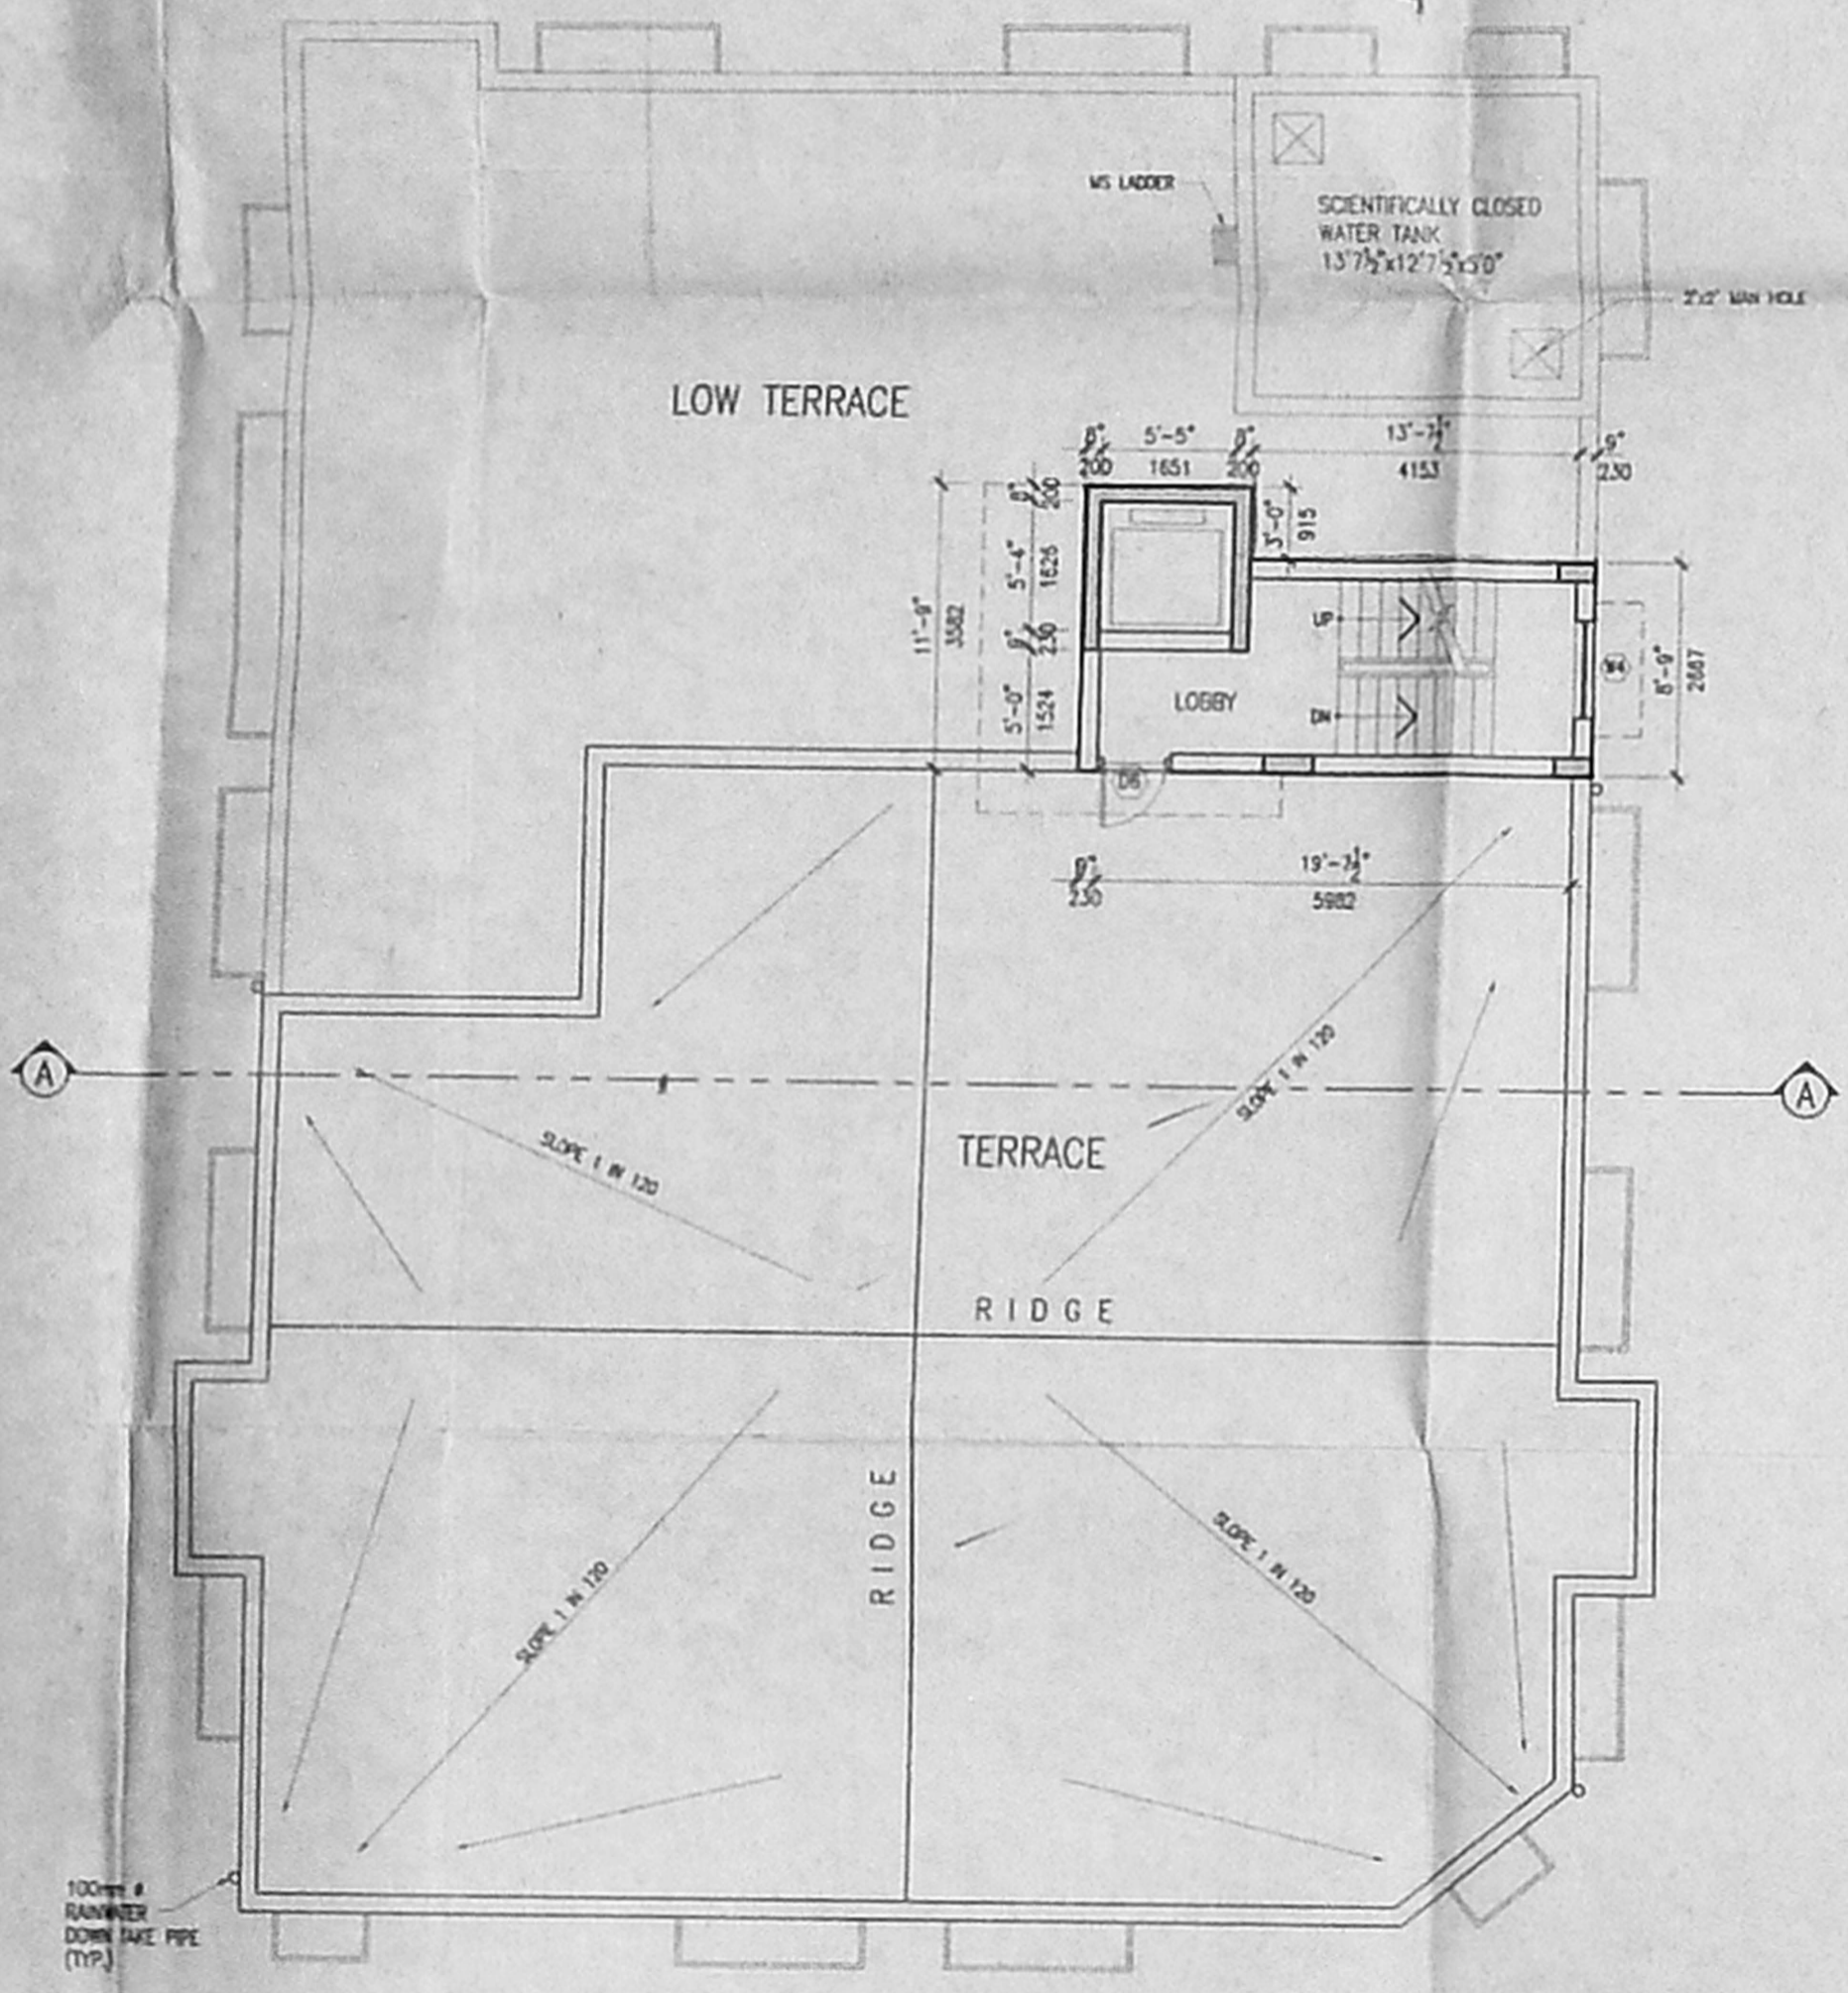 MS LADDER
SCIENTIFICALLY CLOSED
WATER TANK
13'7½"x12'7½"x5'0"
2'x2' MAN HOLE
LOW TERRACE
8" 5'-5" 8" 13'-7½" 9"
200 1651 200 4153 230
8"
200
3'-0"
915
5'-4"
1626
11'-9"
3582
9"
230
UP
W4
8'-9"
2667
LOBBY
5'-0"
1524
DN
D6
9" 19'-7½"
230 5982
A
A
SLOPE 1 IN 120
SLOPE 1 IN 120
TERRACE
RIDGE
RIDGE
SLOPE 1 IN 120
SLOPE 1 IN 120
100mm ø
RAINWATER
DOWN TAKE PIPE
(TYP.)